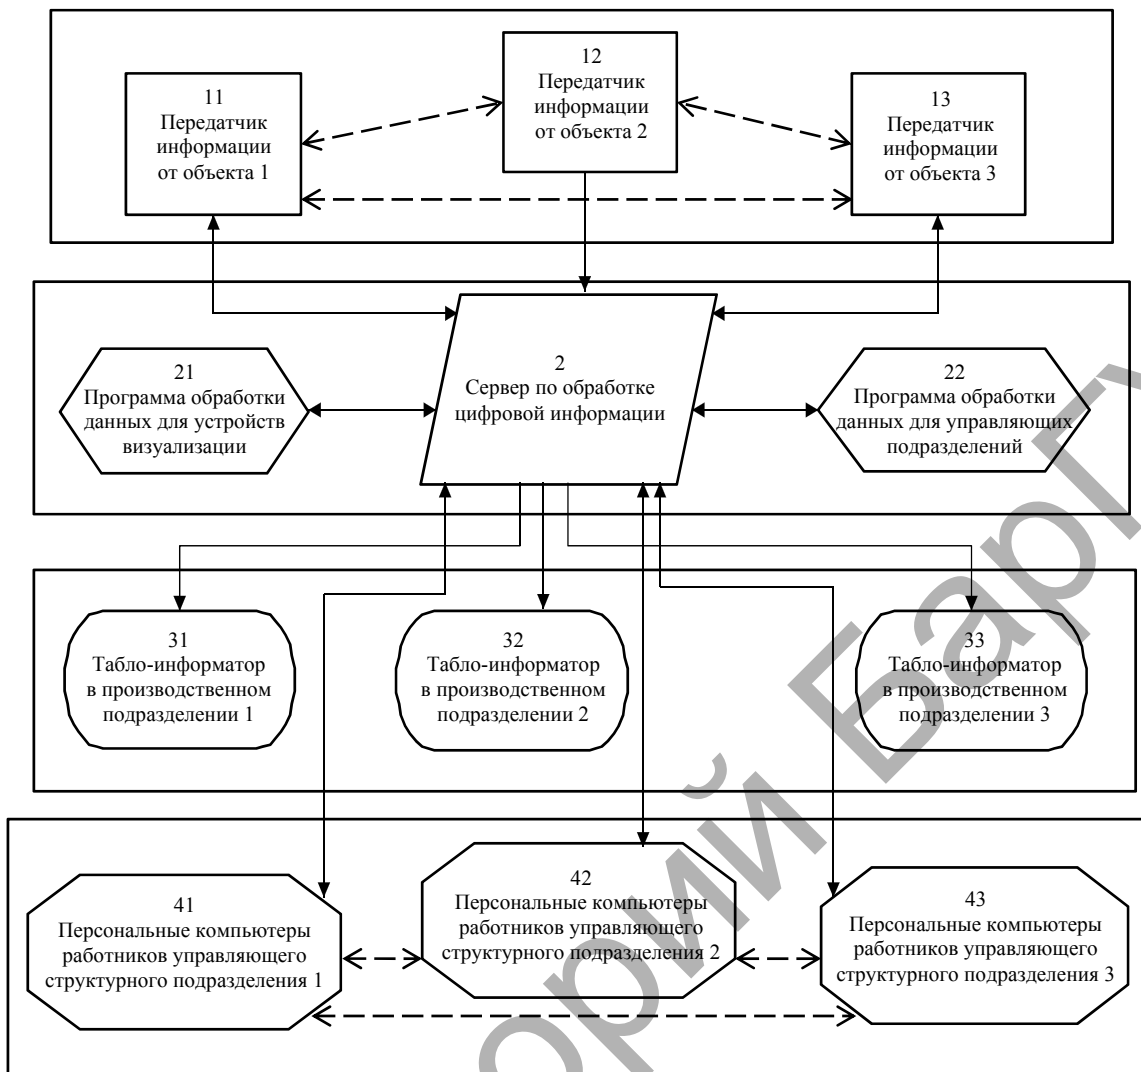 11
Передатчик
информации
от объекта 1
12
Передатчик
информации
от объекта 2
13
Передатчик
информации
от объекта 3
21
Программа обработки
данных для устройств
визуализации
2
Сервер по обработке
цифровой информации
22
Программа обработки
данных для управляющих
подразделений
31
Табло-информатор
в производственном
подразделении 1
32
Табло-информатор
в производственном
подразделении 2
33
Табло-информатор
в производственном
подразделении 3
41
Персональные компьютеры
работников управляющего
структурного подразделения 1
42
Персональные компьютеры
работников управляющего
структурного подразделения 2
43
Персональные компьютеры
работников управляющего
структурного подразделения 3